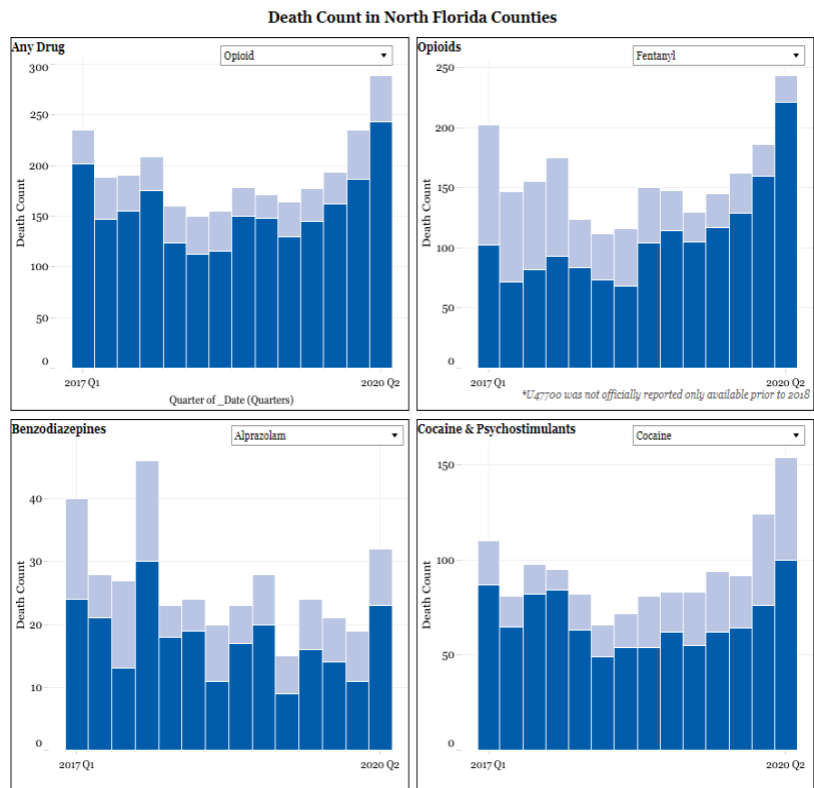 Death Count in North Florida Counties
Any Drug
Opioid
300
250
200
150
100
50
0
Death Count
2017 Q1
2020 Q2
Quarter of _Date (Quarters)
Opioids
Fentanyl
250
200
150
100
50
0
Death Count
2017 Q1
2020 Q2
*U47700 was not officially reported only available prior to 2018
Benzodiazepines
Alprazolam
40
30
20
10
0
Death Count
2017 Q1
2020 Q2
Cocaine & Psychostimulants
Cocaine
150
100
50
0
Death Count
2017 Q1
2020 Q2